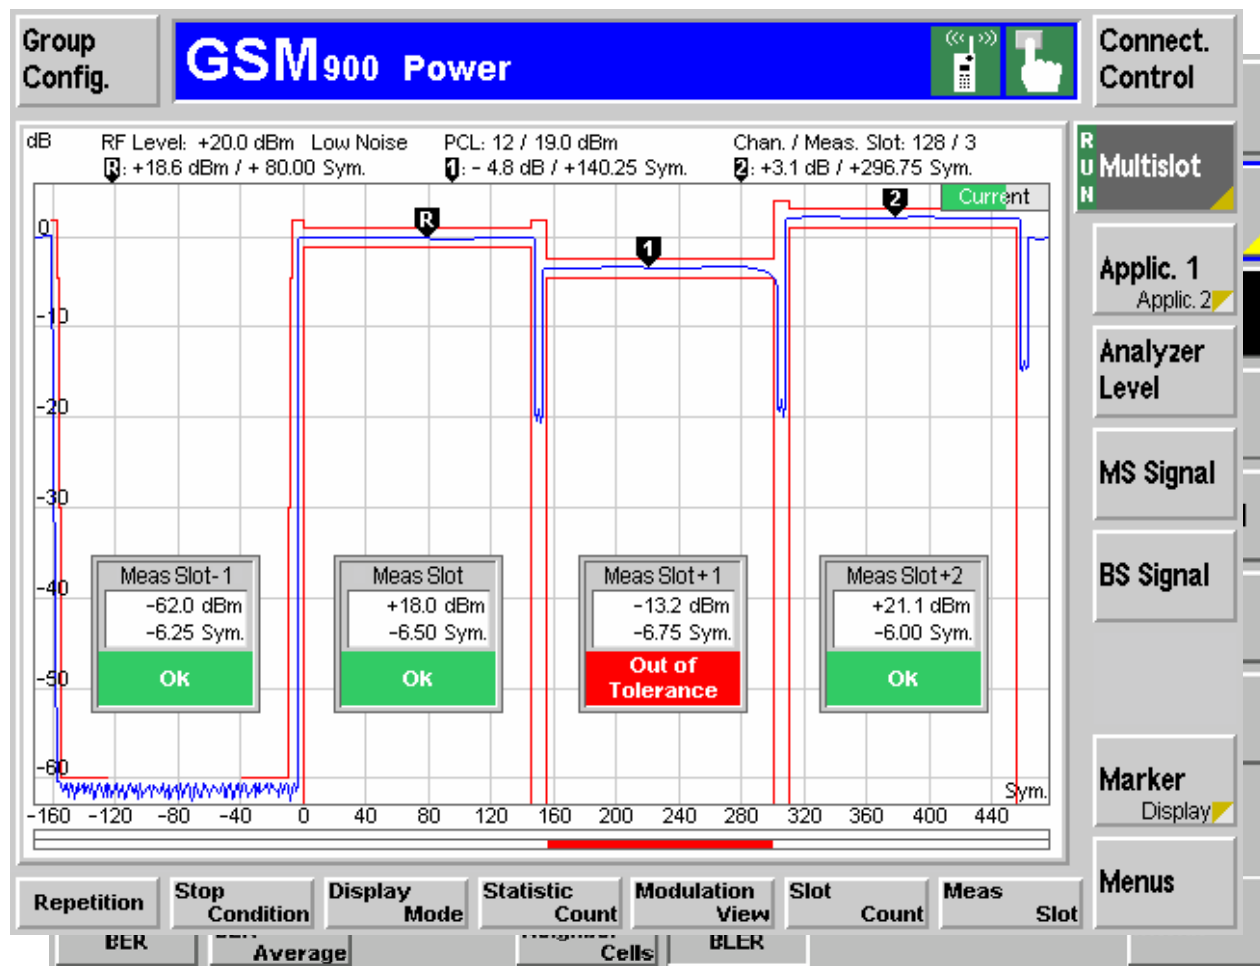 Group
Config.
GSM900 Power
Connect.
Control
dB
RF Level: +20.0 dBm Low Noise
PCL: 12 / 19.0 dBm
Chan. / Meas. Slot: 128 / 3
R: +18.6 dBm / + 80.00 Sym.
1: - 4.8 dB / +140.25 Sym.
2: +3.1 dB / +296.75 Sym.
Current
R
1
2
0
-10
-20
-30
-40
-50
-60
Meas Slot-1
-62.0 dBm
-6.25 Sym.
Ok
Meas Slot
+18.0 dBm
-6.50 Sym.
Ok
Meas Slot+1
-13.2 dBm
-6.75 Sym.
Out of
Tolerance
Meas Slot+2
+21.1 dBm
-6.00 Sym.
Ok
Sym.
-160 -120 -80 -40 0 40 80 120 160 200 240 280 320 360 400 440
RUN
Multislot
Applic. 1
Applic. 2
Analyzer
Level
MS Signal
BS Signal
Marker
Display
Menus
Repetition
Stop
Condition
Display
Mode
Statistic
Count
Modulation
View
Slot
Count
Meas
Slot
BER
Average
Cells
BLER